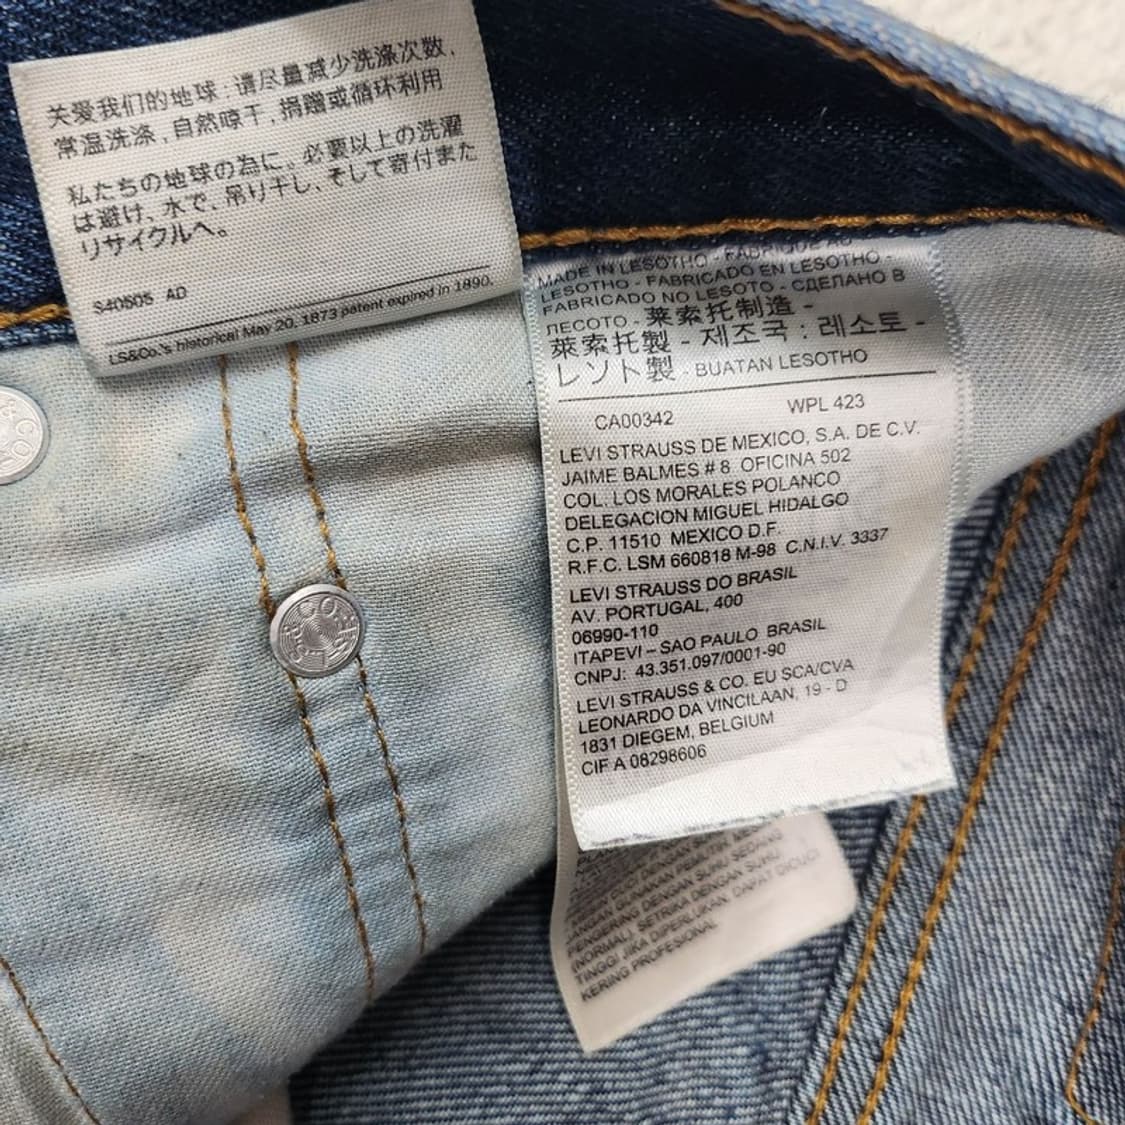 关爱我们的地球，请尽量减少洗涤次数，
常温洗涤，自然晾干，捐赠或循环利用
私たちの地球の為に。必要以上の洗濯
は避け、水で、吊り干し、そして寄付また
リサイクルへ。
S40505 AD
LS&Co.'s historical May 20, 1873 patent expired in 1890.
MADE IN LESOTHO - FABRIQUE AU
LESOTHO - FABRICADO EN LESOTHO -
FABRICADO NO LESOTO - СДЕЛАНО В
ЛЕСОТО - 莱索托制造 -
萊索托製 - 제조국 : 레소토 -
レソト製 - BUATAN LESOTHO
CA00342 WPL 423
LEVI STRAUSS DE MEXICO, S.A. DE C.V.
JAIME BALMES # 8 OFICINA 502
COL. LOS MORALES POLANCO
DELEGACION MIGUEL HIDALGO
C.P. 11510 MEXICO D.F.
R.F.C. LSM 660818 M-98 C.N.I.V. 3337
LEVI STRAUSS DO BRASIL
AV. PORTUGAL, 400
06990-110
ITAPEVI – SAO PAULO BRASIL
CNPJ: 43.351.097/0001-90
LEVI STRAUSS & CO. EU SCA/CVA
LEONARDO DA VINCILAAN, 19 - D
1831 DIEGEM, BELGIUM
CIF A 08298606
PENGERING DENGAN SUHU SEDANG
(NORMAL). SETRIKA DENGAN SUHU
TINGGI JIKA DIPERLUKAN. DAPAT DICUCI
KERING PROFESIONAL